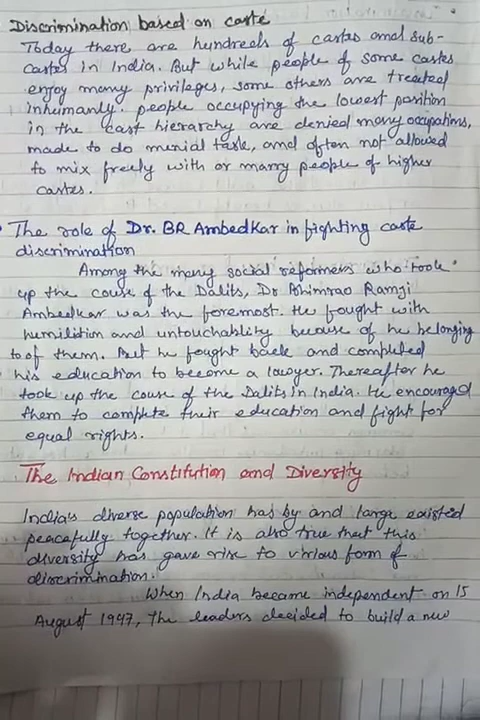 Discrimination based on caste
Today there are hundreds of castes and sub-
castes in India. But while people of some castes
enjoy many privileges, some others are treated
inhumanly. people occupying the lowest position
in the cast hierarchy are denied many occupations,
made to do menial task, and often not allowed
to mix freely with or marry people of higher
castes.
The role of Dr. BR Ambedkar in fighting caste
discrimination
Among the many social reformers who took
up the couse of the Dalits, Dr Bhimrao Ramji
Ambedkar was the foremost. He fought with
humilition and untouchablity because of he belonging
to of them. But he fought back and completed
his education to become a lawyer. Thereafter he
took up the couse of the Dalits in India. He encouraged
them to complete their education and fight for
equal rights.
The Indian Constitution and Diversity
India's diverse population has by and large existed
peacefully together. It is also true that this
diversity has gave rise to virious form of
discrimination.
When India became independent on 15
August 1947, The leaders decided to build a new